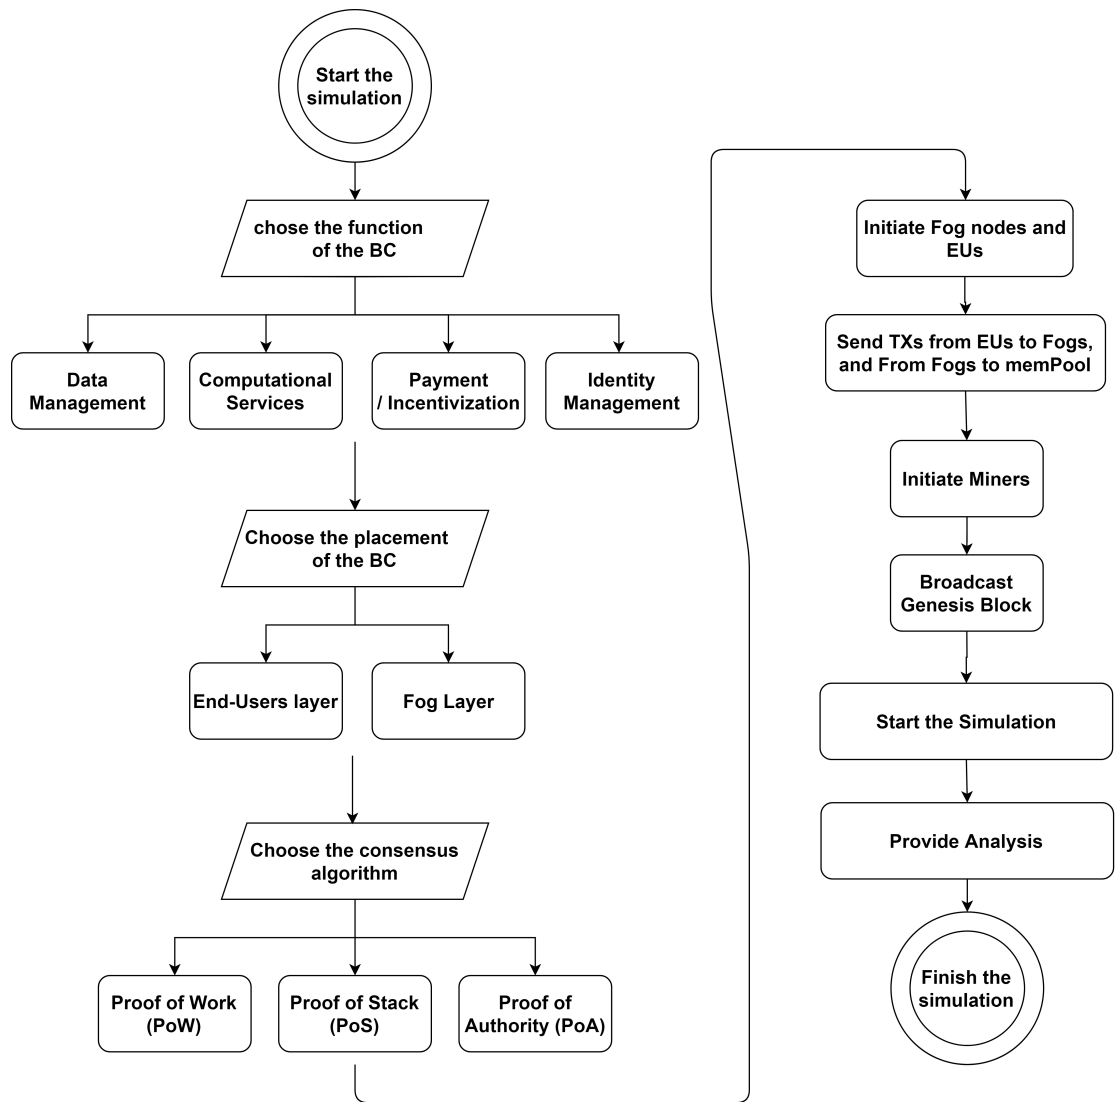 Start the
simulation
chose the function
of the BC
Data
Management
Computational
Services
Payment
/ Incentivization
Identity
Management
Choose the placement
of the BC
End-Users layer
Fog Layer
Choose the consensus
algorithm
Proof of Work
(PoW)
Proof of Stack
(PoS)
Proof of
Authority (PoA)
Initiate Fog nodes and
EUs
Send TXs from EUs to Fogs,
and From Fogs to memPool
Initiate Miners
Broadcast
Genesis Block
Start the Simulation
Provide Analysis
Finish the
simulation